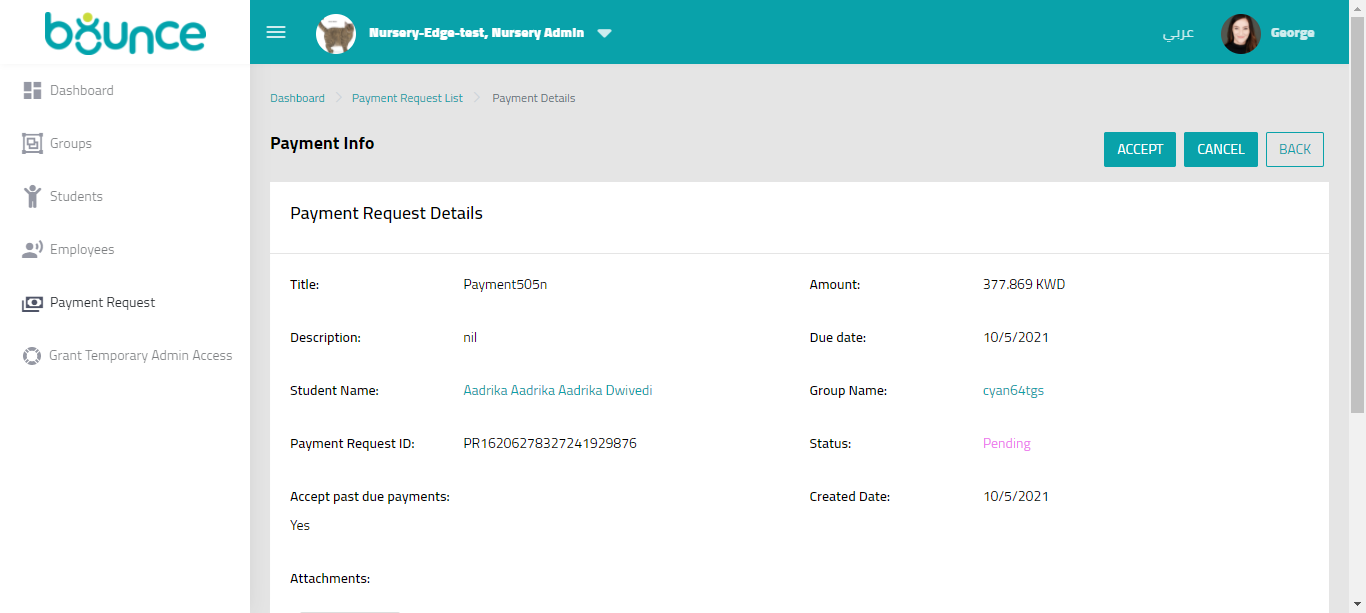 bounce
Nursery-Edge-test, Nursery Admin
عربي
George
Dashboard
Groups
Students
Employees
Payment Request
Grant Temporary Admin Access
Dashboard Payment Request List Payment Details
Payment Info
ACCEPT CANCEL BACK
Payment Request Details
Title: Payment505n Amount: 377.869 KWD
Description: nil Due date: 10/5/2021
Student Name: Aadrika Aadrika Aadrika Dwivedi Group Name: cyan64tgs
Payment Request ID: PR16206278327241929876 Status: Pending
Accept past due payments: Created Date: 10/5/2021
Yes
Attachments: